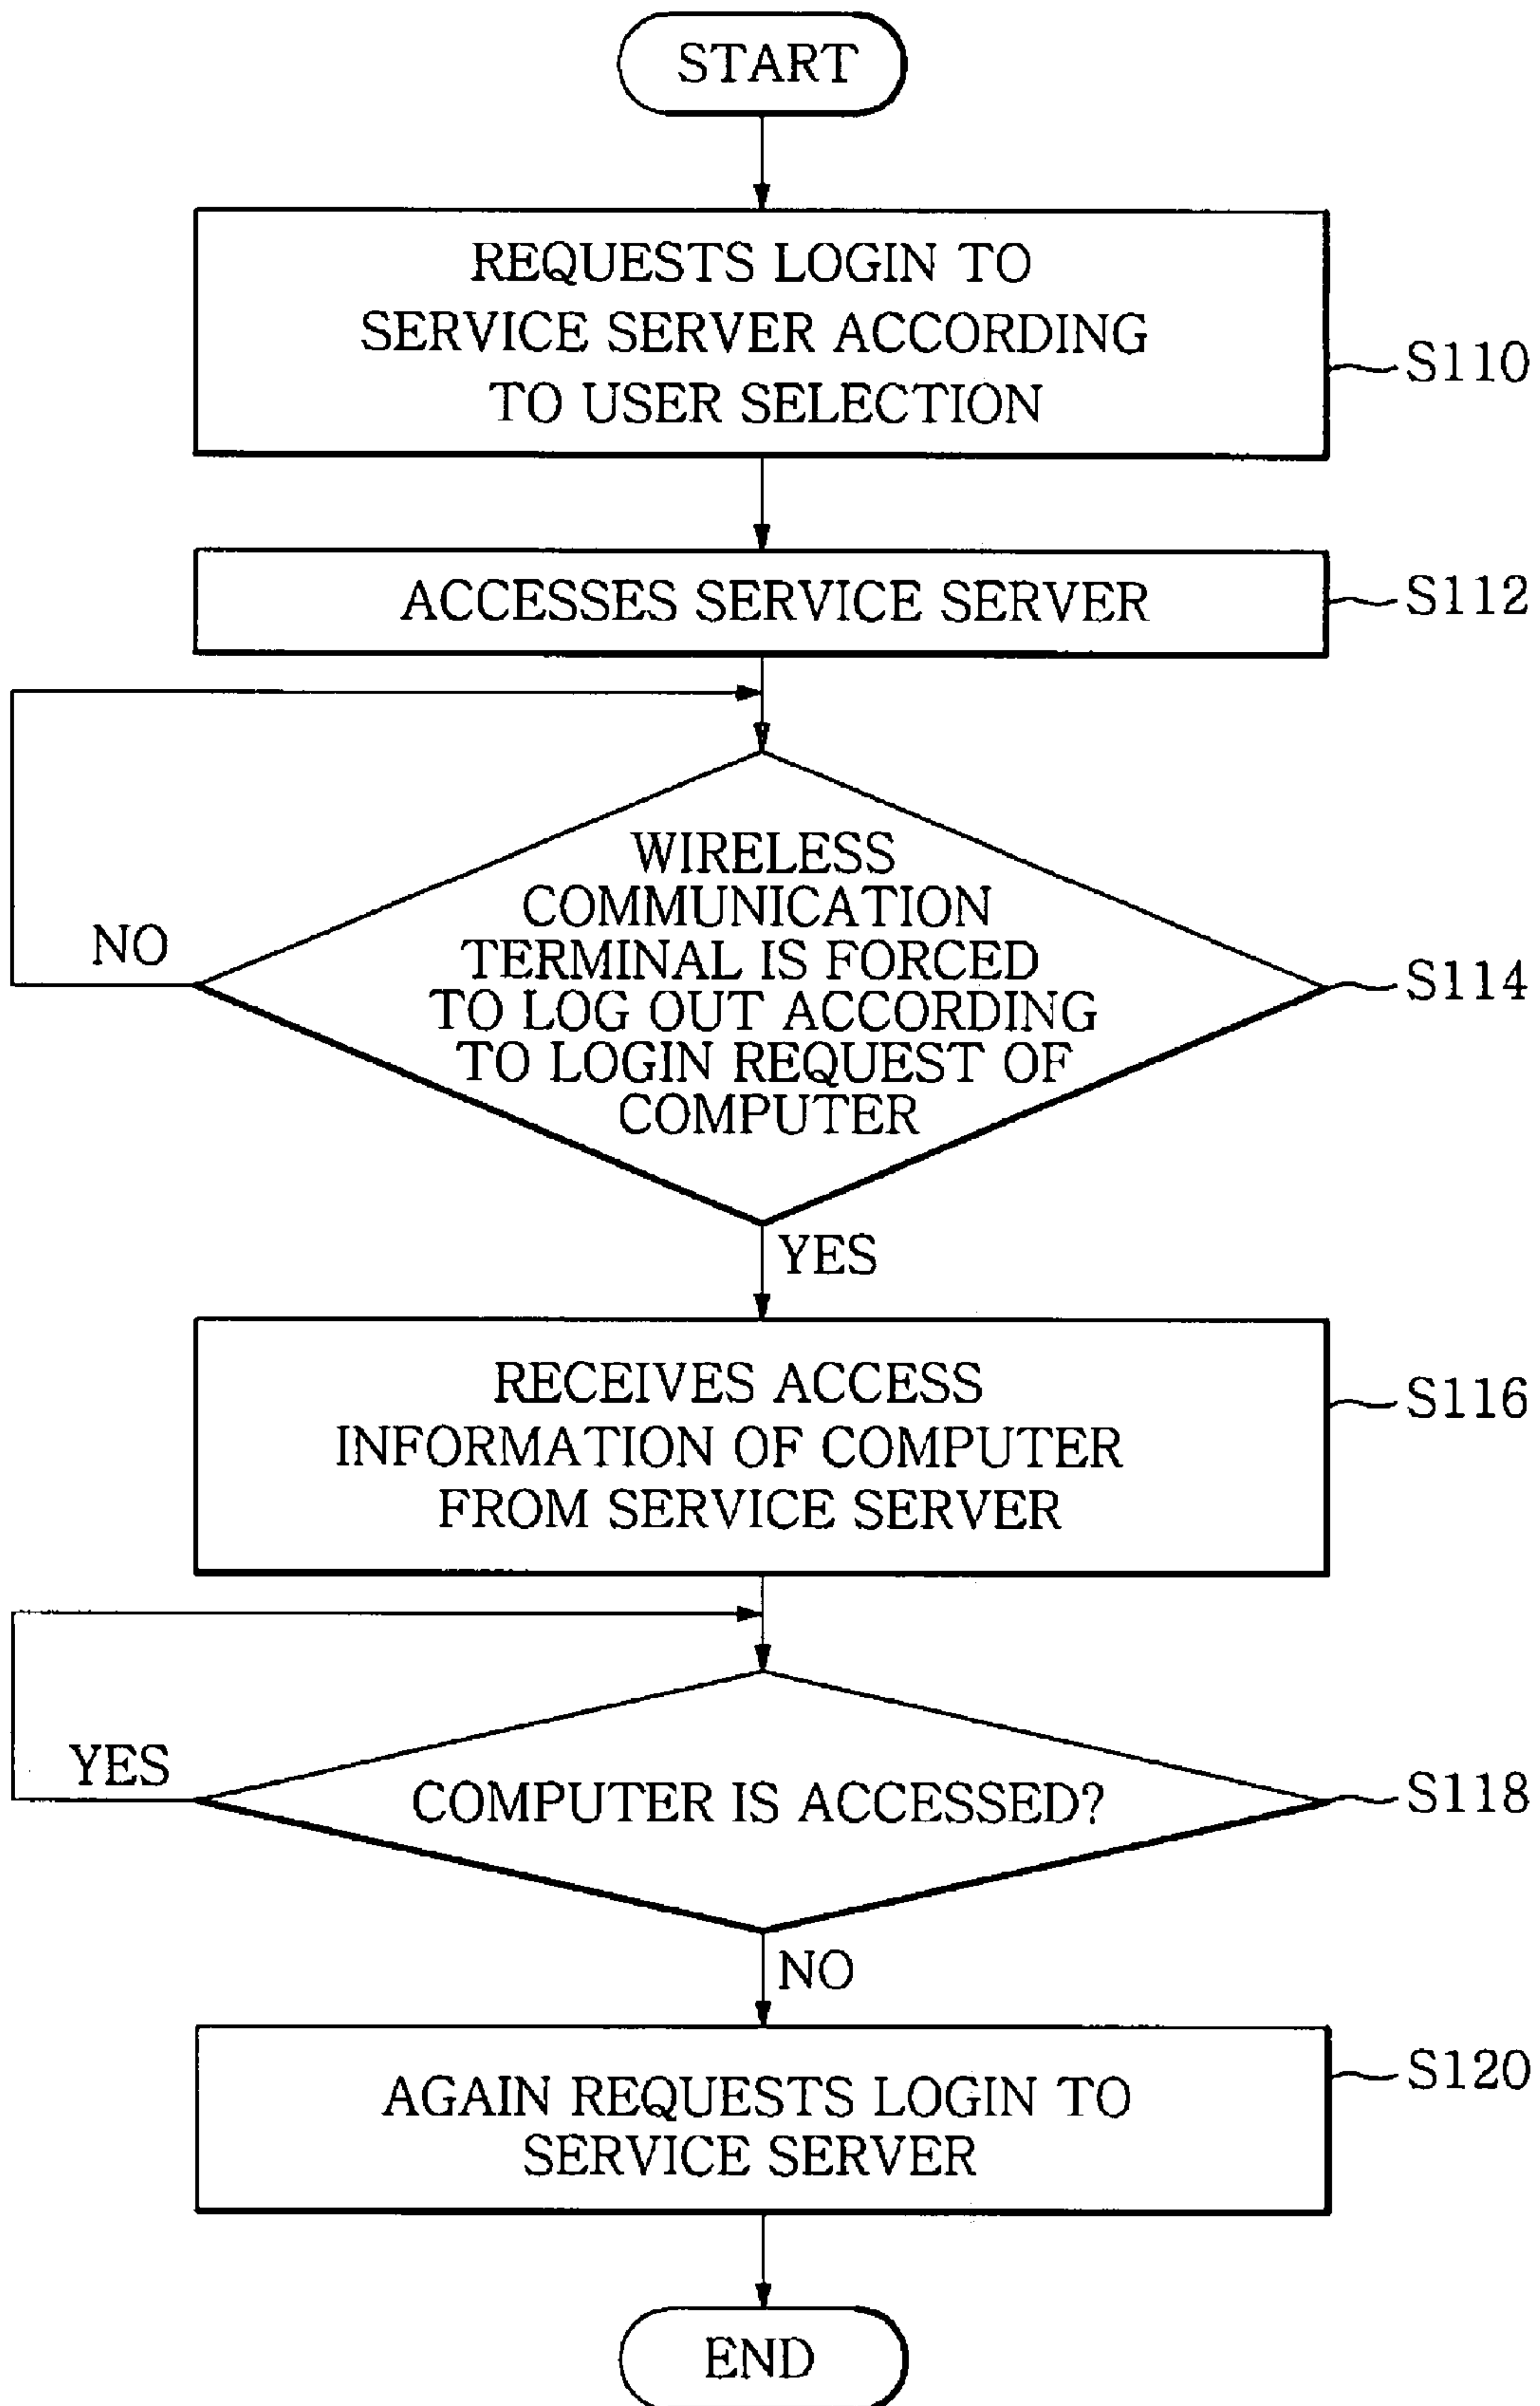 START
REQUESTS LOGIN TO
SERVICE SERVER ACCORDING
TO USER SELECTION
S110
ACCESSES SERVICE SERVER
S112
WIRELESS
COMMUNICATION
TERMINAL IS FORCED
TO LOG OUT ACCORDING
TO LOGIN REQUEST OF
COMPUTER
NO
S114
YES
RECEIVES ACCESS
INFORMATION OF COMPUTER
FROM SERVICE SERVER
S116
YES
COMPUTER IS ACCESSED?
S118
NO
AGAIN REQUESTS LOGIN TO
SERVICE SERVER
S120
END